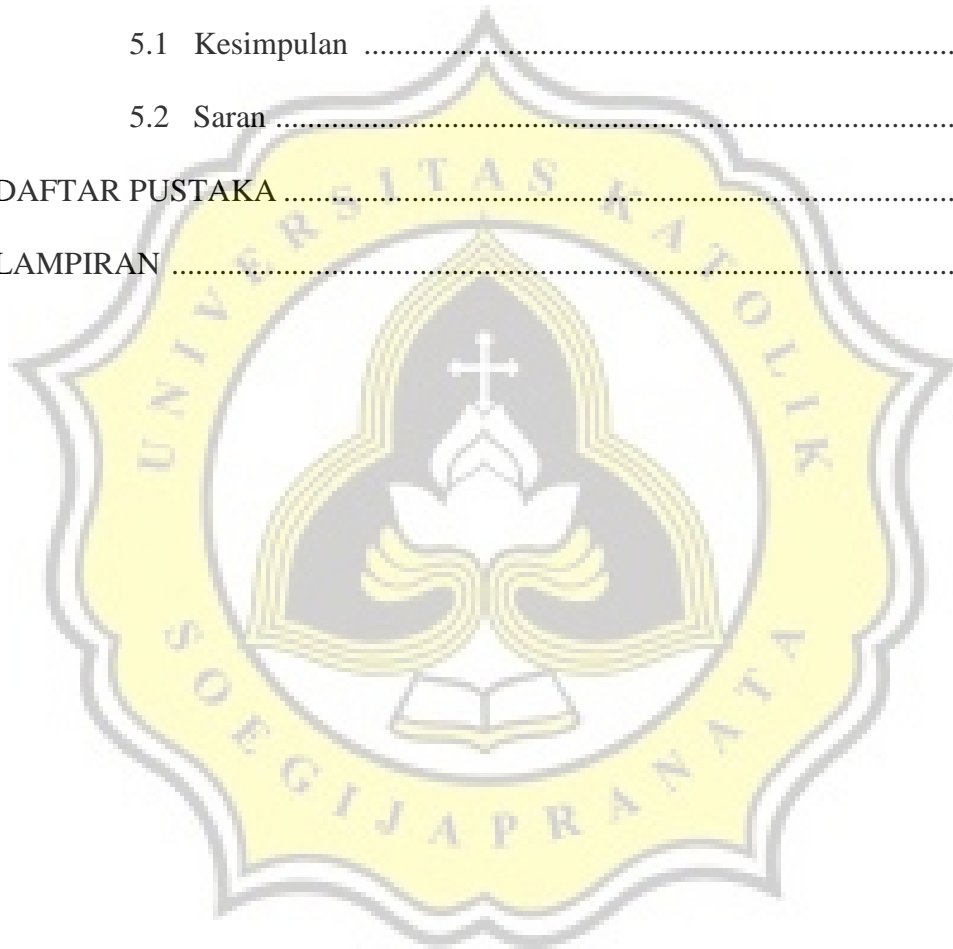 5.1 Kesimpulan ..........................................................................
5.2 Saran .....................................................................................
DAFTAR PUSTAKA ....................................................................................
LAMPIRAN ..................................................................................................
UNIVERSITAS KATOLIK
SOEGIJAPRANATA